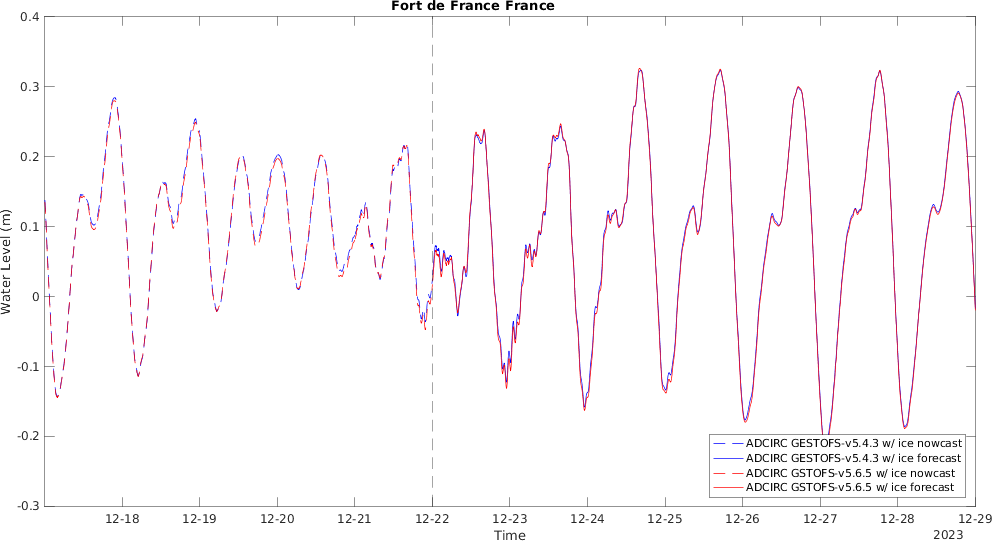 Fort de France France
0.4
0.3
0.2
0.1
0
-0.1
-0.2
-0.3
Water Level (m)
ADCIRC GESTOFS-v5.4.3 w/ ice nowcast
ADCIRC GESTOFS-v5.4.3 w/ ice forecast
ADCIRC GSTOFS-v5.6.5 w/ ice nowcast
ADCIRC GSTOFS-v5.6.5 w/ ice forecast
12-18 12-19 12-20 12-21 12-22 12-23 12-24 12-25 12-26 12-27 12-28 12-29
Time
2023